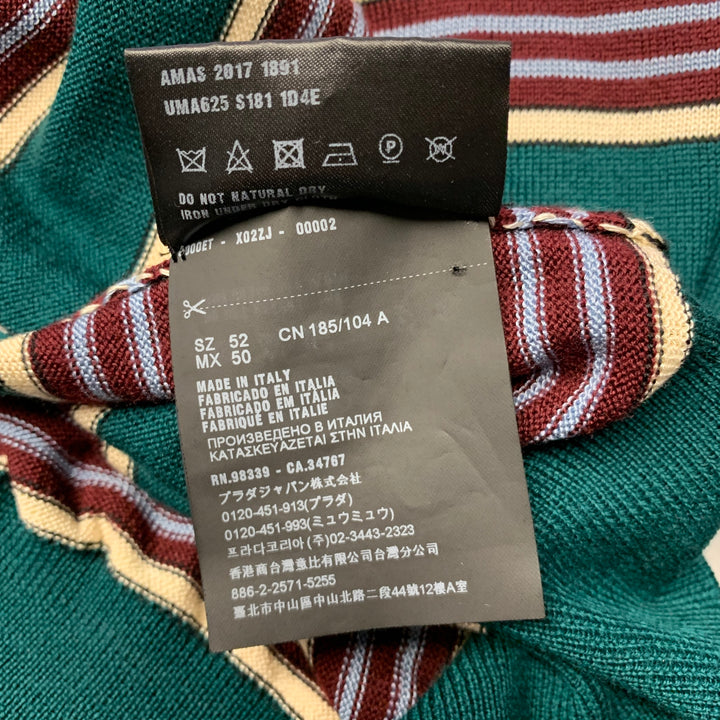 AMAS 2017 1891
UMA625 S181 1D4E
P
DO NOT NATURAL DRY
IRON UNDER DRY
X02ZJ - 00002
SZ 52 CN 185/104 A
MX 50
MADE IN ITALY
FABRICADO EN ITALIA
FABRICADO EM ITÁLIA
FABRIQUÉ EN ITALIE
ПРОИЗВЕДЕНО В ИТАЛИЯ
ΚΑΤΑΣΚΕΥΑΖΕΤΑΙ ΣΤΗΝ ΙΤΑΛΙΑ
RN.98339 - CA.34767
プラダジャパン株式会社
0120-451-913(プラダ)
0120-451-993(ミュウミュウ)
프라다코리아 (주)02-3443-2323
香港商台灣意比有限公司台灣分公司
886-2-2571-5255
臺北市中山區中山北路二段44號12樓A室